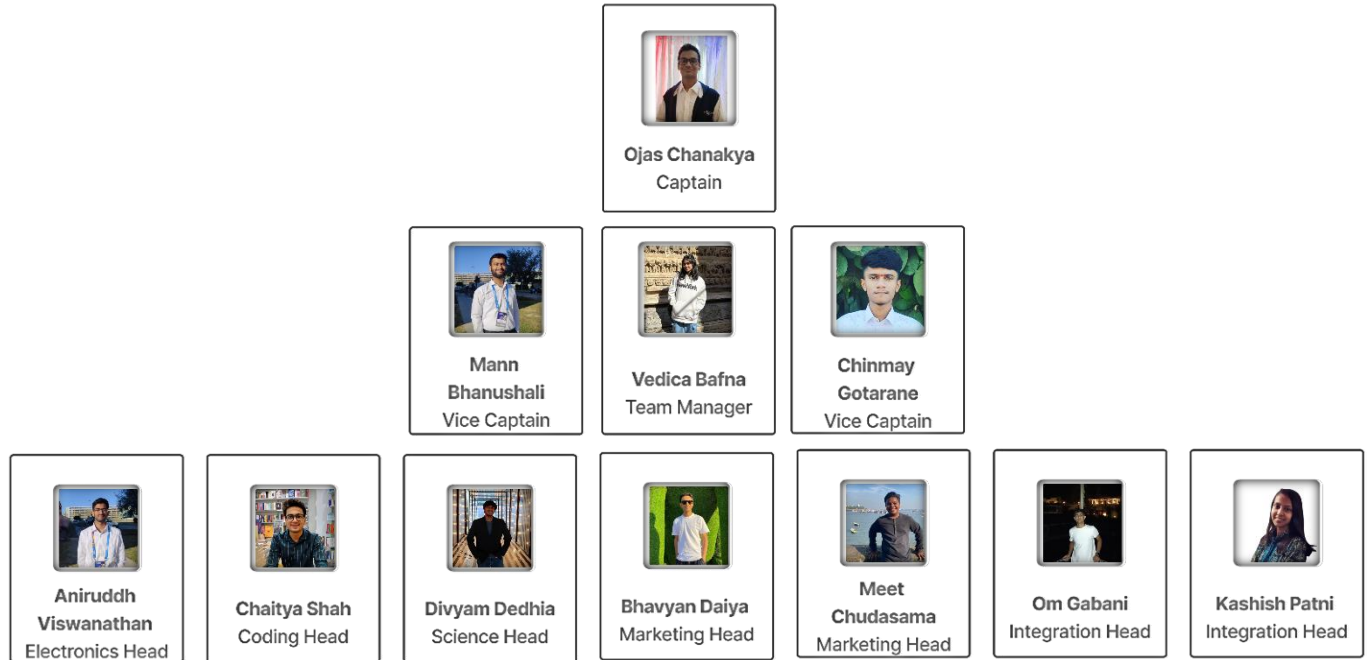 Ojas Chanakya
Captain
Mann
Bhanushali
Vice Captain
Vedica Bafna
Team Manager
Chinmay
Gotarane
Vice Captain
Aniruddh
Viswanathan
Electronics Head
Chaitya Shah
Coding Head
Divyam Dedhia
Science Head
Bhavyan Daiya
Marketing Head
Meet
Chudasama
Marketing Head
Om Gabani
Integration Head
Kashish Patni
Integration Head